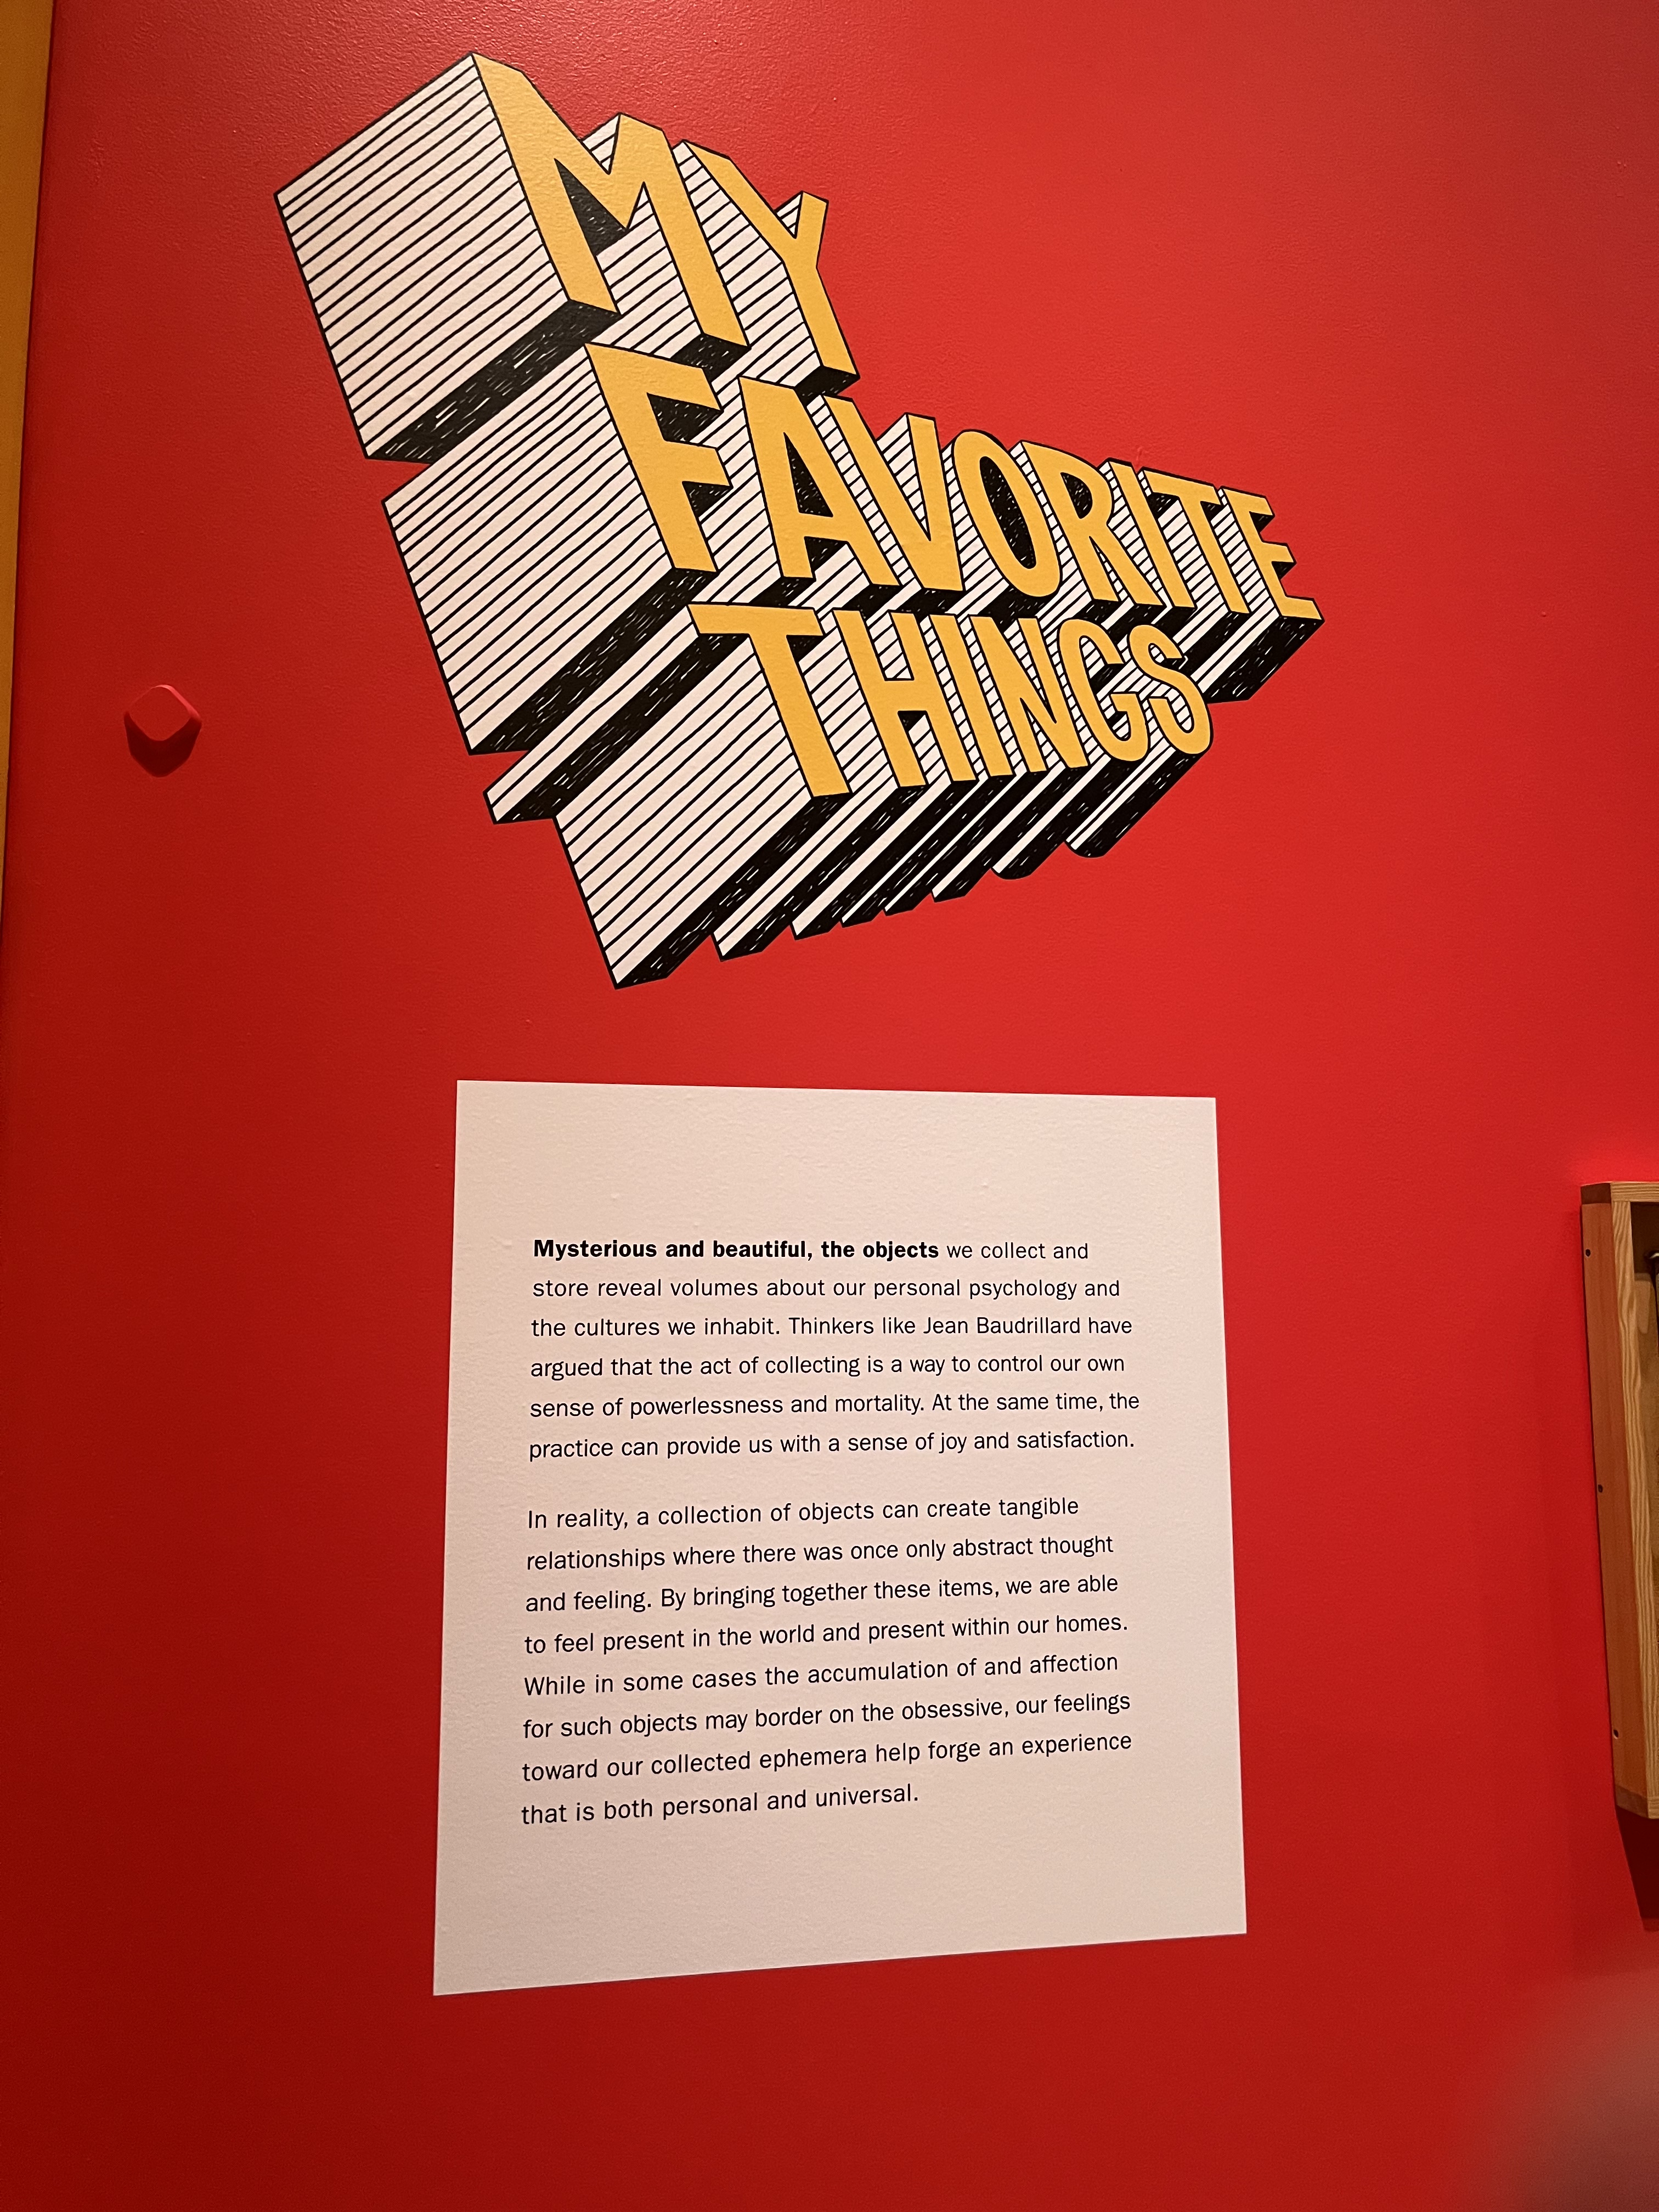 MY
FAVORITE
THINGS
Mysterious and beautiful, the objects we collect and
store reveal volumes about our personal psychology and
the cultures we inhabit. Thinkers like Jean Baudrillard have
argued that the act of collecting is a way to control our own
sense of powerlessness and mortality. At the same time, the
practice can provide us with a sense of joy and satisfaction.
In reality, a collection of objects can create tangible
relationships where there was once only abstract thought
and feeling. By bringing together these items, we are able
to feel present in the world and present within our homes.
While in some cases the accumulation of and affection
for such objects may border on the obsessive, our feelings
toward our collected ephemera help forge an experience
that is both personal and universal.